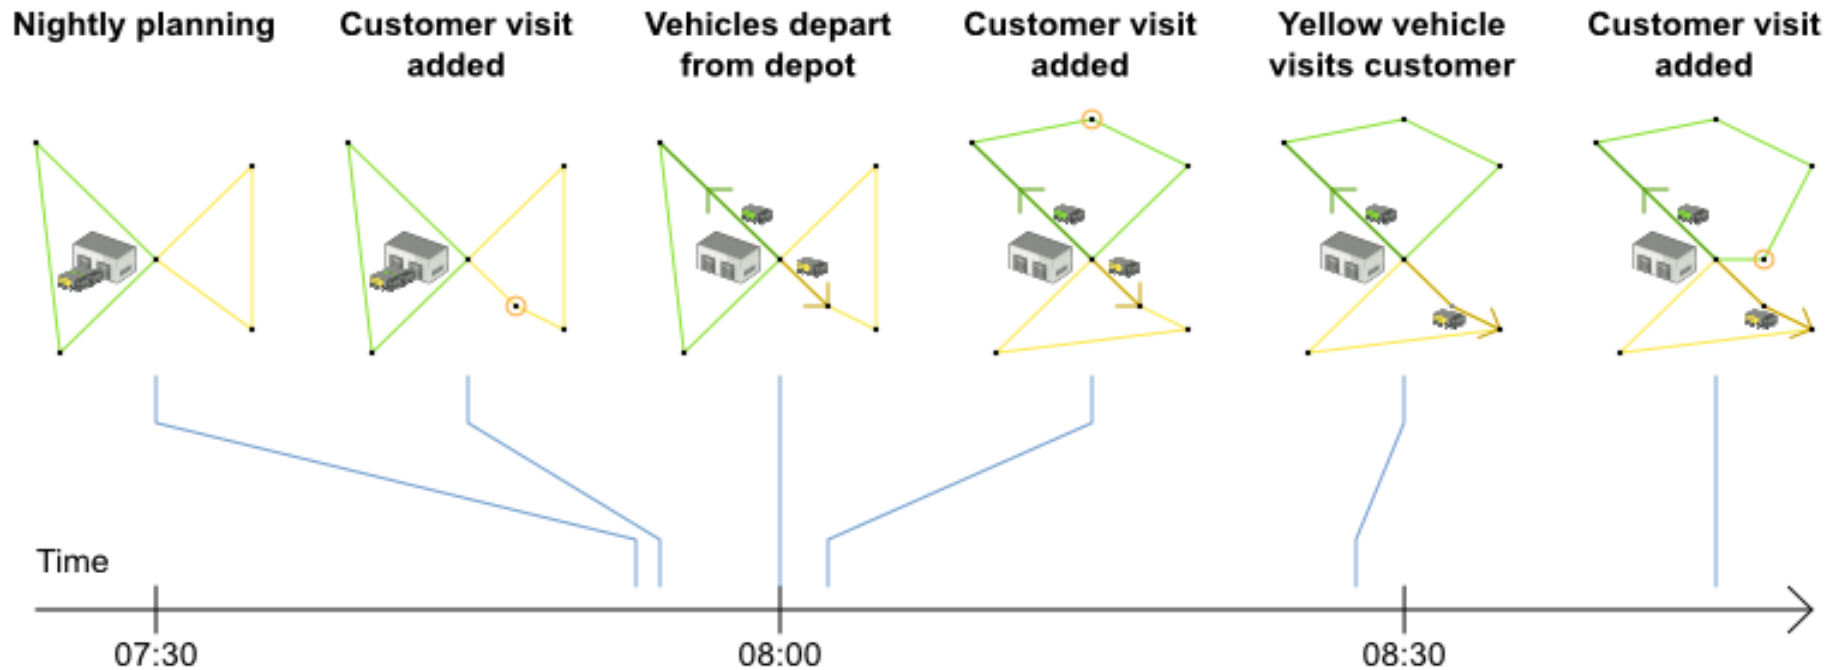 Nightly planning
Customer visit
added
Vehicles depart
from depot
Customer visit
added
Yellow vehicle
visits customer
Customer visit
added
Time
07:30
08:00
08:30